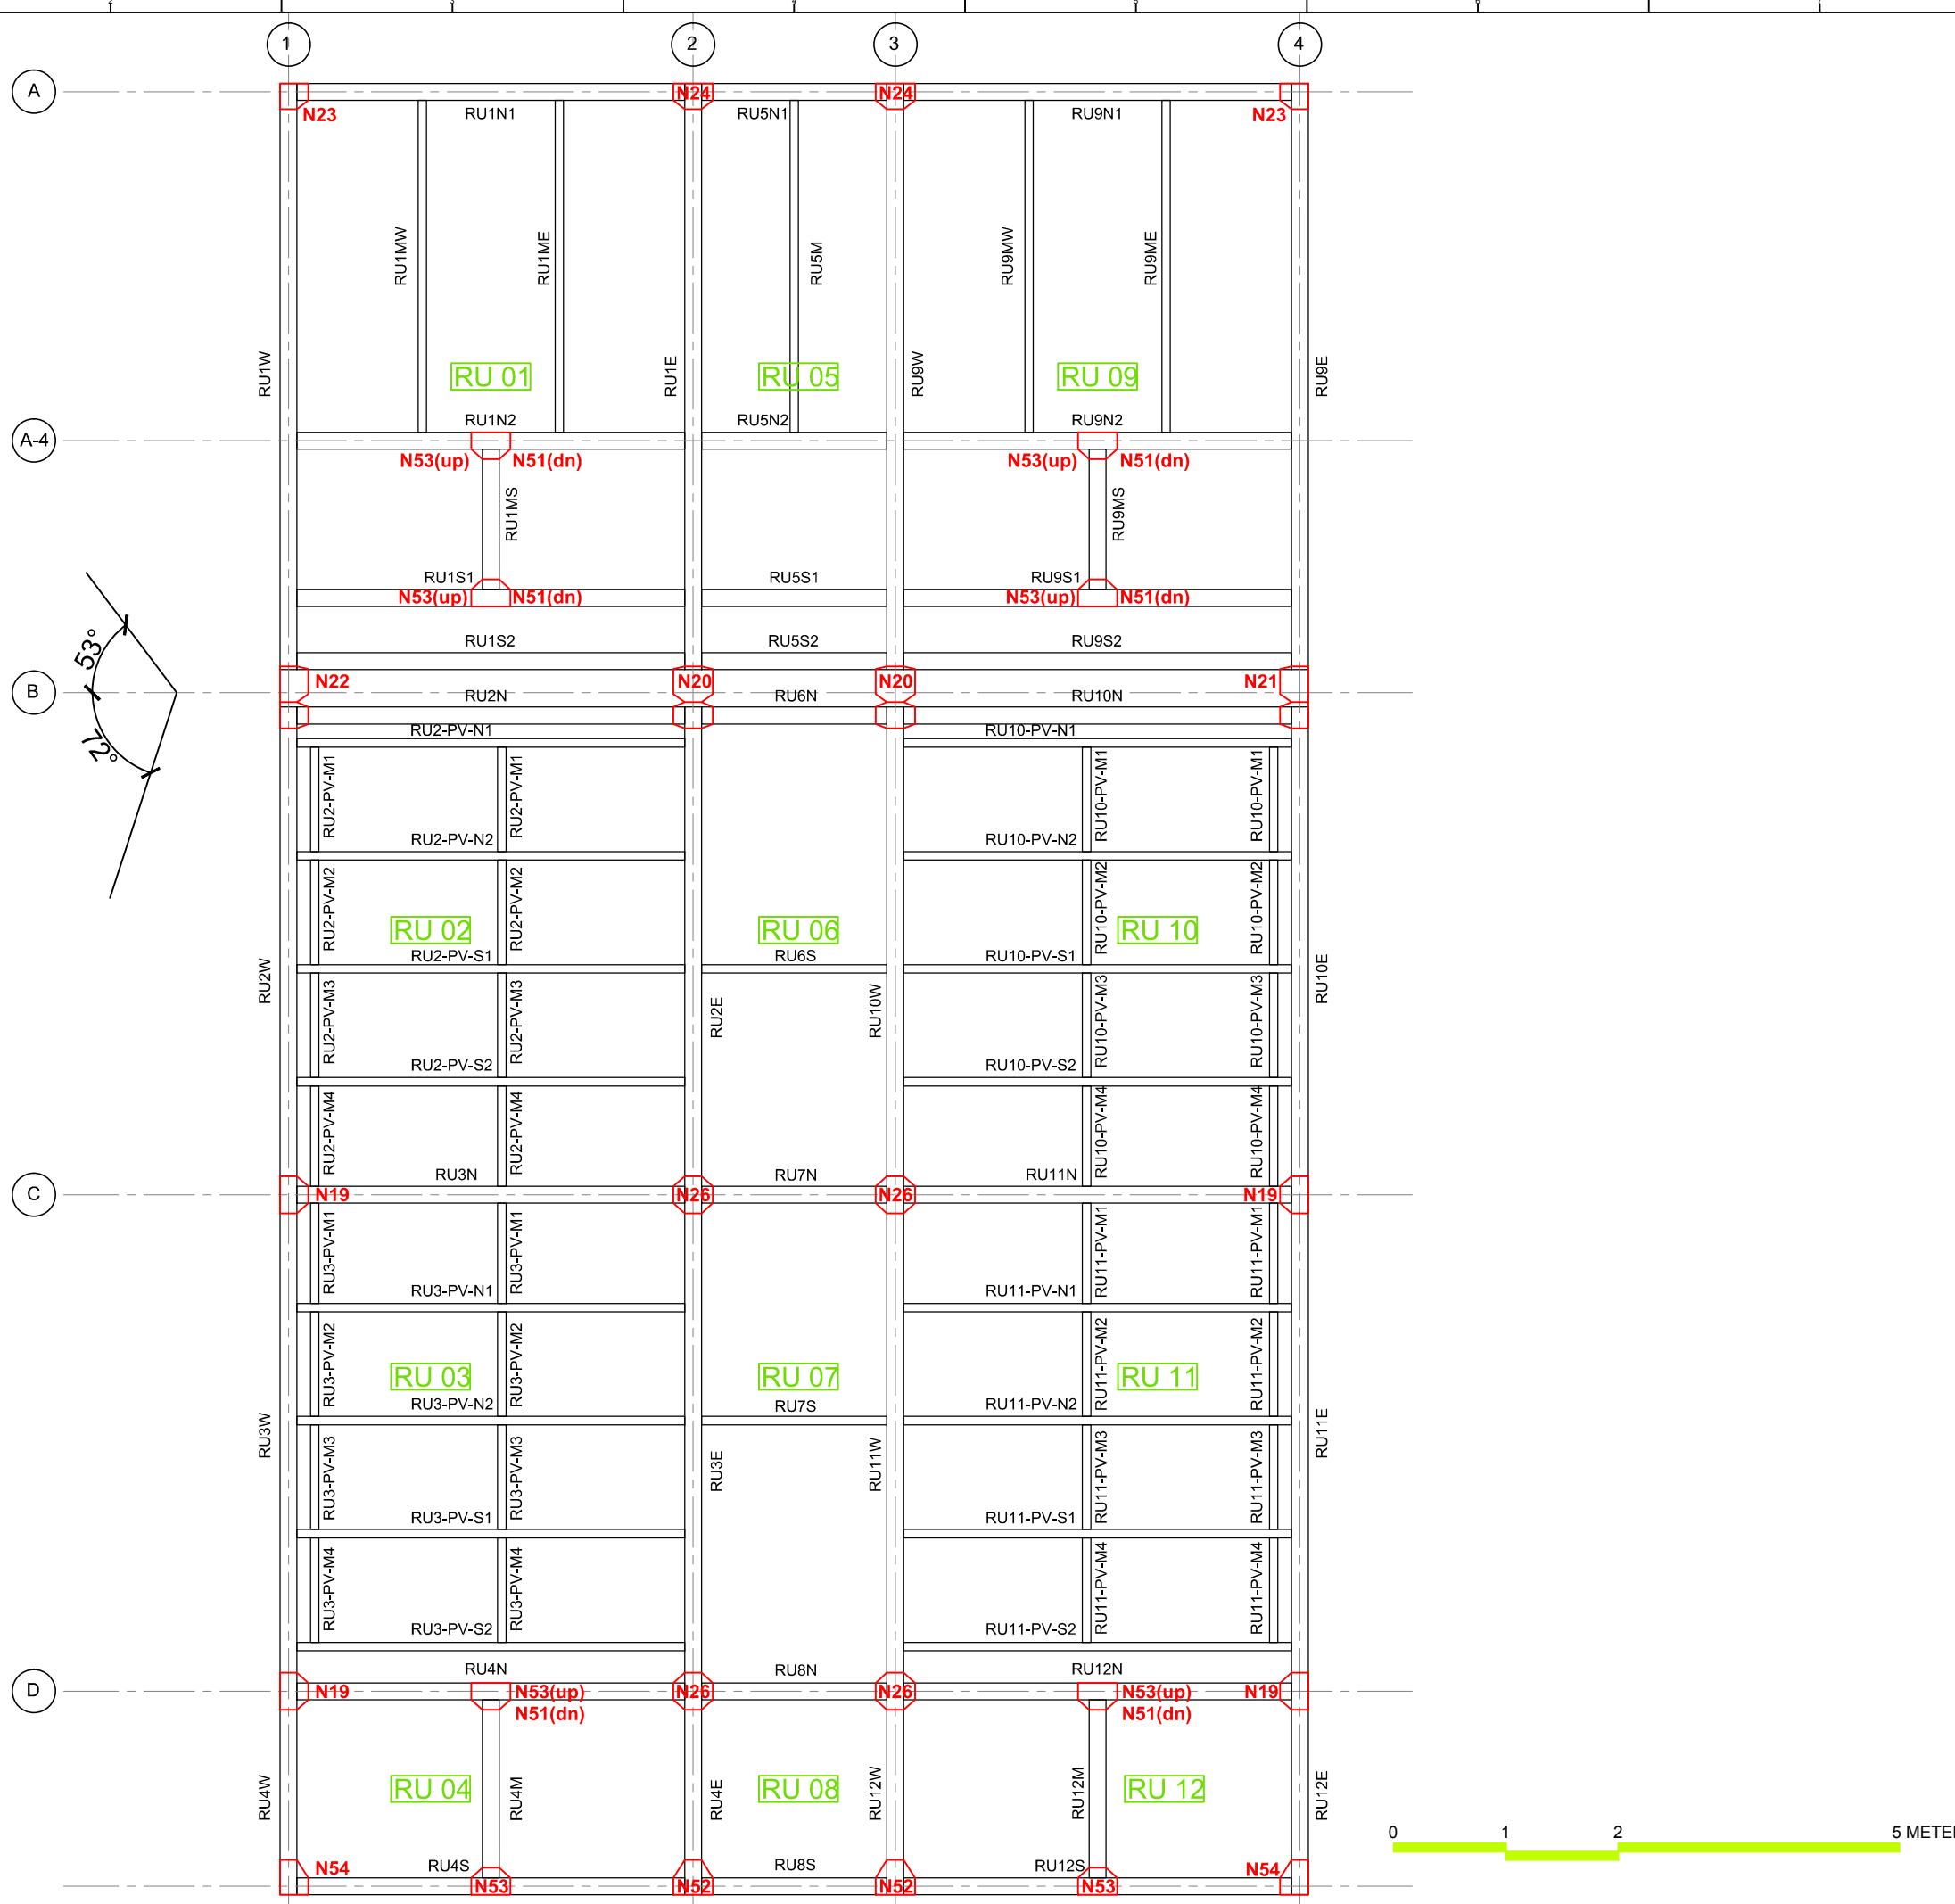 1 2 3 4
A
N24 N24
N23 RU1N1 RU5N1 RU9N1 N23
RU1MW RU1ME RU5M RU9MW RU9ME
RU1W RU1E RU9W RU9E
RU 01 RU 05 RU 09
RU1N2 RU5N2 RU9N2
A-4
N53(up) N51(dn) N53(up) N51(dn)
RU1MS RU9MS
RU1S1 RU5S1 RU9S1
N53(up) N51(dn) N53(up) N51(dn)
RU1S2 RU5S2 RU9S2
53°
27°
B
N22 N20 N20 N21
RU2N RU6N RU10N
RU2-PV-N1 RU10-PV-N1
RU2-PV-M1 RU2-PV-M1 RU10-PV-M1 RU10-PV-M1
RU2-PV-N2 RU10-PV-N2
RU2-PV-M2 RU2-PV-M2 RU10-PV-M2 RU10-PV-M2
RU 02 RU 06 RU 10
RU2-PV-S1 RU6S RU10-PV-S1
RU2W RU2E RU10W RU10E
RU2-PV-M3 RU2-PV-M3 RU10-PV-M3 RU10-PV-M3
RU2-PV-S2 RU10-PV-S2
RU2-PV-M4 RU2-PV-M4 RU10-PV-M4 RU10-PV-M4
RU3N RU7N RU11N
C
N19 N26 N26 N19
RU3-PV-M1 RU3-PV-M1 RU11-PV-M1 RU11-PV-M1
RU3-PV-N1 RU11-PV-N1
RU3-PV-M2 RU3-PV-M2 RU11-PV-M2 RU11-PV-M2
RU 03 RU 07 RU 11
RU3-PV-N2 RU7S RU11-PV-N2
RU3W RU3E RU11W RU11E
RU3-PV-M3 RU3-PV-M3 RU11-PV-M3 RU11-PV-M3
RU3-PV-S1 RU11-PV-S1
RU3-PV-M4 RU3-PV-M4 RU11-PV-M4 RU11-PV-M4
RU3-PV-S2 RU11-PV-S2
RU4N RU8N RU12N
D
N19 N53(up) N26 N26 N53(up) N19
N51(dn) N51(dn)
RU 04 RU 08 RU 12
RU4W RU4M RU4E RU12W RU12M RU12E
0 1 2 5 METE
N54 RU4S RU8S RU12S N54
N53 N52 N52 N53